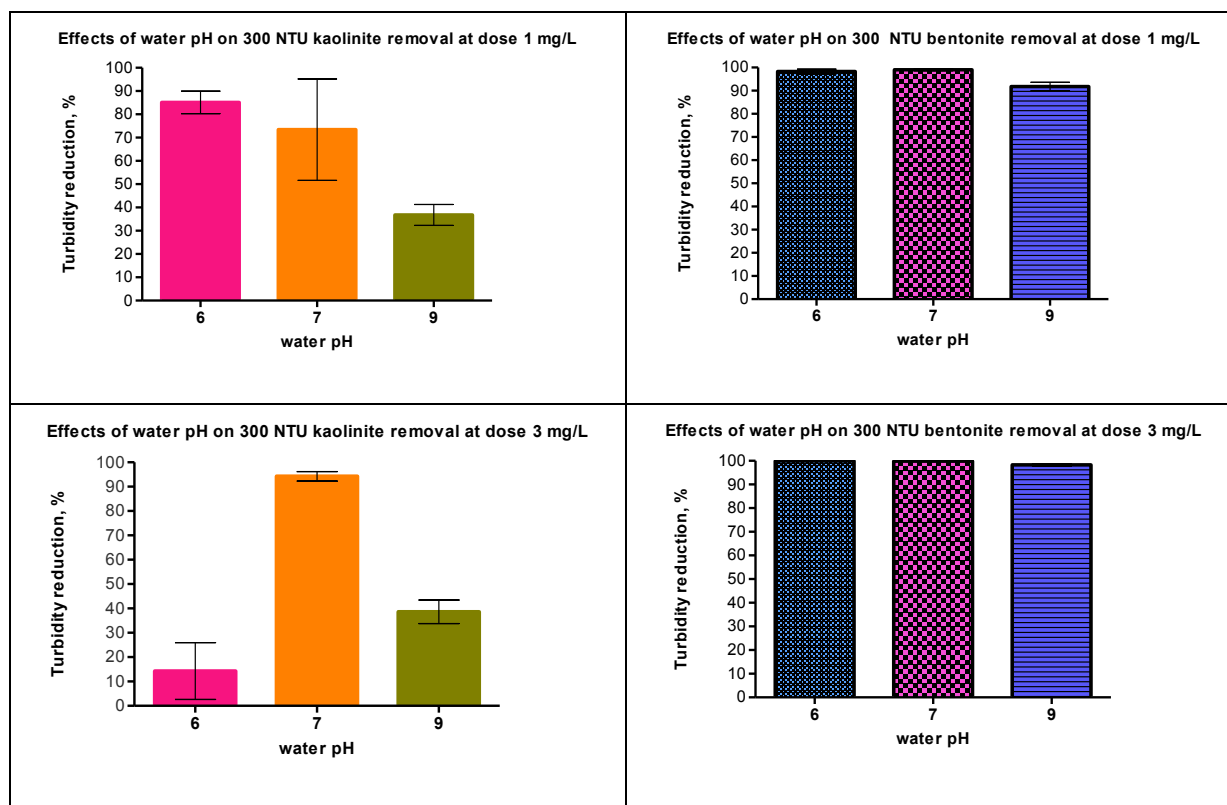 Effects of water pH on 300 NTU kaolinite removal at dose 1 mg/L
Turbidity reduction, %
100
90
80
70
60
50
40
30
20
10
0
6 7 9
water pH
Effects of water pH on 300 NTU bentonite removal at dose 1 mg/L
Turbidity reduction, %
100
90
80
70
60
50
40
30
20
10
0
6 7 9
water pH
Effects of water pH on 300 NTU kaolinite removal at dose 3 mg/L
Turbidity reduction, %
100
90
80
70
60
50
40
30
20
10
0
6 7 9
water pH
Effects of water pH on 300 NTU bentonite removal at dose 3 mg/L
Turbidity reduction, %
100
90
80
70
60
50
40
30
20
10
0
6 7 9
water pH